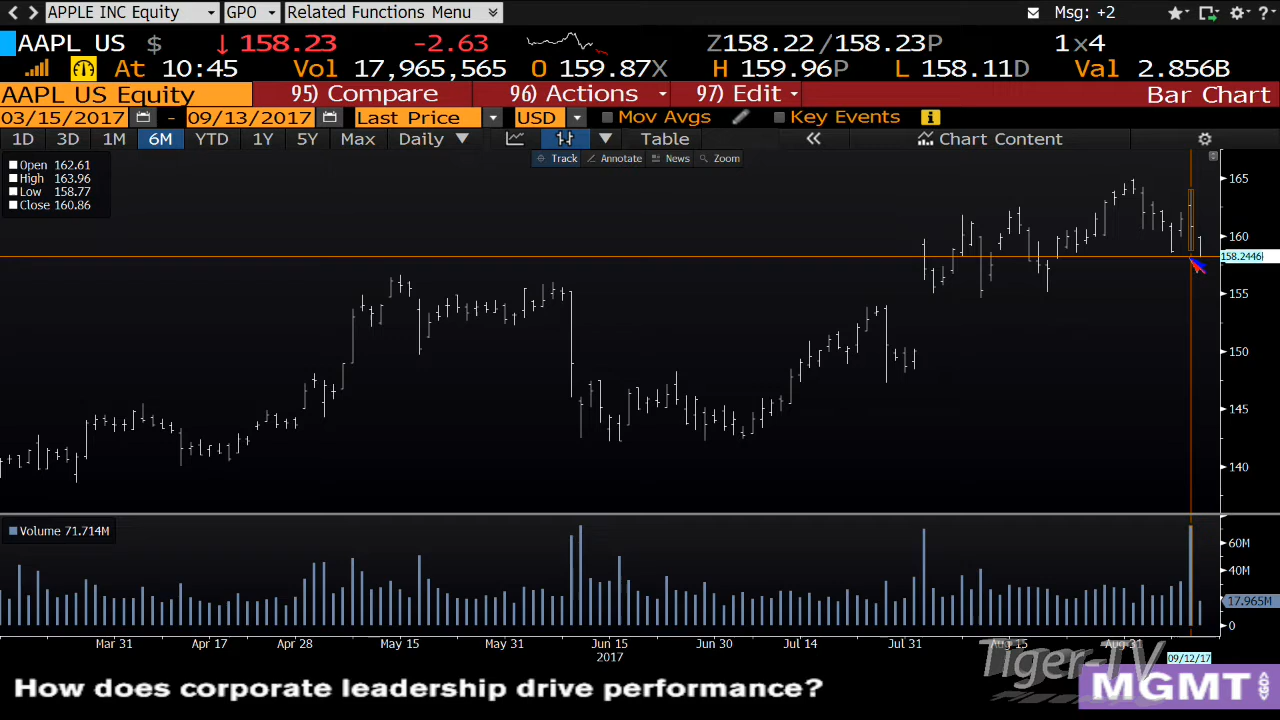 APPLE INC Equity GPO Related Functions Menu Msg: +2
AAPL US $ ↓ 158.23 -2.63 Z158.22/158.23P 1x4
At 10:45 Vol 17,965,565 O 159.87X H 159.96P L 158.11D Val 2.856B
AAPL US Equity 95) Compare 96) Actions 97) Edit Bar Chart
03/15/2017 - 09/13/2017 Last Price USD Mov Avgs Key Events
1D 3D 1M 6M YTD 1Y 5Y Max Daily Table Chart Content
Track Annotate News Zoom
Open 162.61
High 163.96
Low 158.77
Close 160.86
165
160
158.2446
155
150
145
140
Volume 71.714M
60M
40M
17.965M
0
Mar 31 Apr 17 Apr 28 May 15 May 31 Jun 15 Jun 30 Jul 14 Jul 31 Aug 15 Aug 31
2017 09/12/17
Tiger-TV
How does corporate leadership drive performance?
MGMT